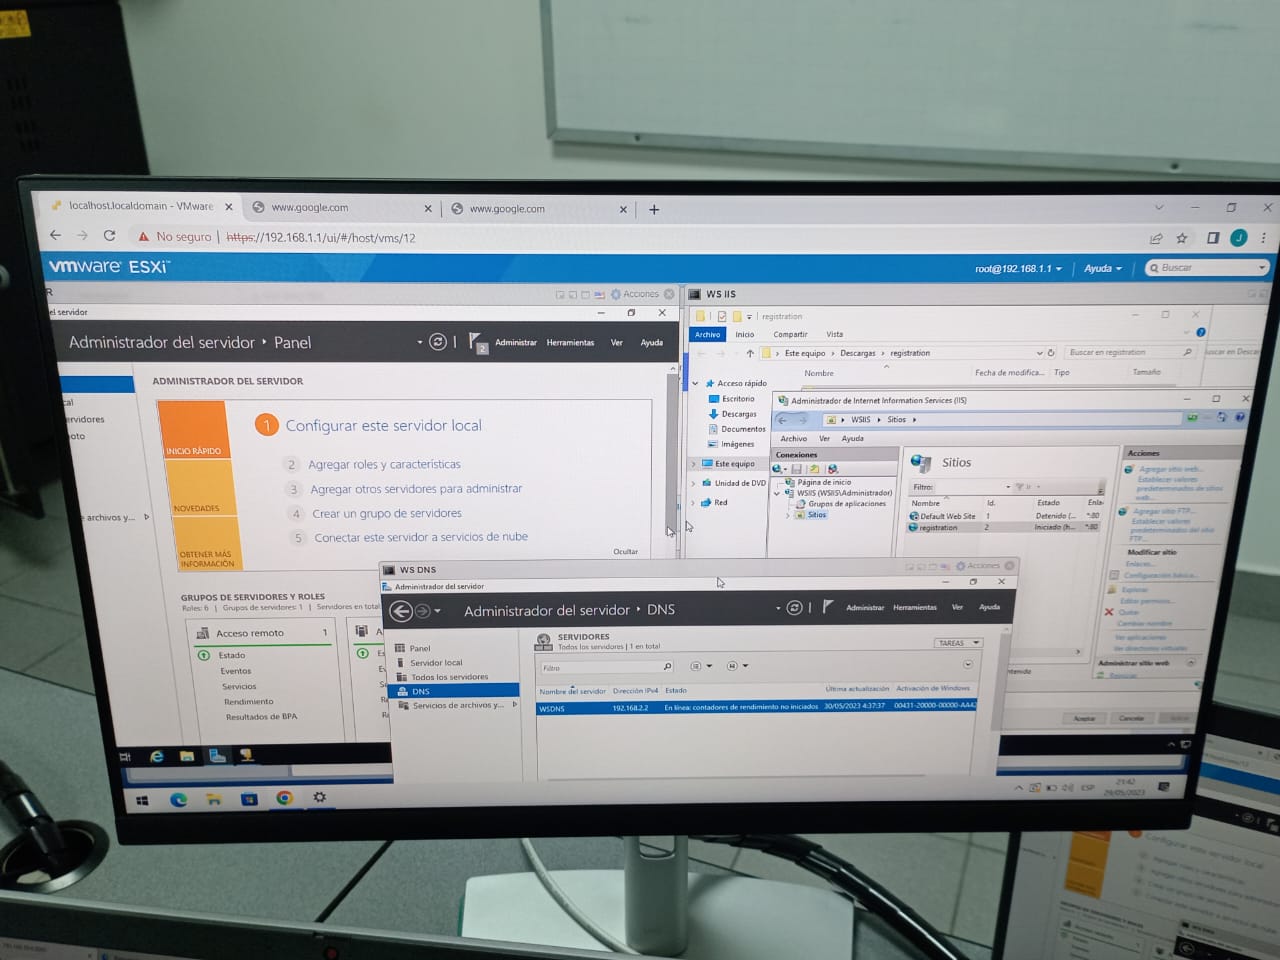 localhost.localdomain - VMware
www.google.com
www.google.com
No seguro | https://192.168.1.1/ui/#/host/vms/12
vmware ESXi
root@192.168.1.1
Ayuda
Buscar
R
Acciones
el servidor
Administrador del servidor • Panel
2
Administrar
Herramientas
Ver
Ayuda
ADMINISTRADOR DEL SERVIDOR
cal
ervidores
oto
e archivos y...
INICIO RÁPIDO
NOVEDADES
OBTENER MÁS
INFORMACIÓN
1 Configurar este servidor local
2 Agregar roles y características
3 Agregar otros servidores para administrar
4 Crear un grupo de servidores
5 Conectar este servidor a servicios de nube
Ocultar
GRUPOS DE SERVIDORES Y ROLES
Roles: 6 | Grupos de servidores: 1 | Servidores en total
Acceso remoto 1
Estado
Eventos
Servicios
Rendimiento
Resultados de BPA
WS IIS
registration
Archivo
Inicio
Compartir
Vista
Este equipo
Descargas
registration
Buscar en registration
Nombre
Fecha de modifica...
Tipo
Tamaño
Acceso rápido
Escritorio
Descargas
Documentos
Imágenes
Este equipo
Unidad de DVD
Red
Administrador de Internet Information Services (IIS)
WSIIS
Sitios
Archivo
Ver
Ayuda
Conexiones
Página de inicio
WSIIS (WSIIS\Administrador)
Grupos de aplicaciones
Sitios
Sitios
Filtro:
Nombre
Id.
Estado
Enla
Default Web Site 1 Detenido (... *:80
registration 2 Iniciado (h... *:80
Acciones
Agregar sitio web...
Establecer valores
predeterminados de sitios
web...
Agregar sitio FTP...
Establecer valores
predeterminados del sitio
FTP...
Modificar sitio
Enlaces...
Configuración básica...
Explorar
Editar permisos...
Quitar
Cambiar nombre
Ver aplicaciones
Ver directorios virtuales
Administrar sitio web
Reiniciar
Aceptar
Cancelar
WS DNS
Acciones
Administrador del servidor
Administrador del servidor • DNS
Administrar
Herramientas
Ver
Ayuda
Panel
Servidor local
Todos los servidores
DNS
Servicios de archivos y...
SERVIDORES
Todos los servidores | 1 en total
TAREAS
Filtro
Nombre del servidor
Dirección IPv4
Estado
Última actualización
Activación de Windows
WSDNS 192.168.2.2 En línea: contadores de rendimiento no iniciados 30/05/2023 4:37:37 00431-20000-00000-AA42
ESP
21:42
29/05/2023
Configurar este servidor local